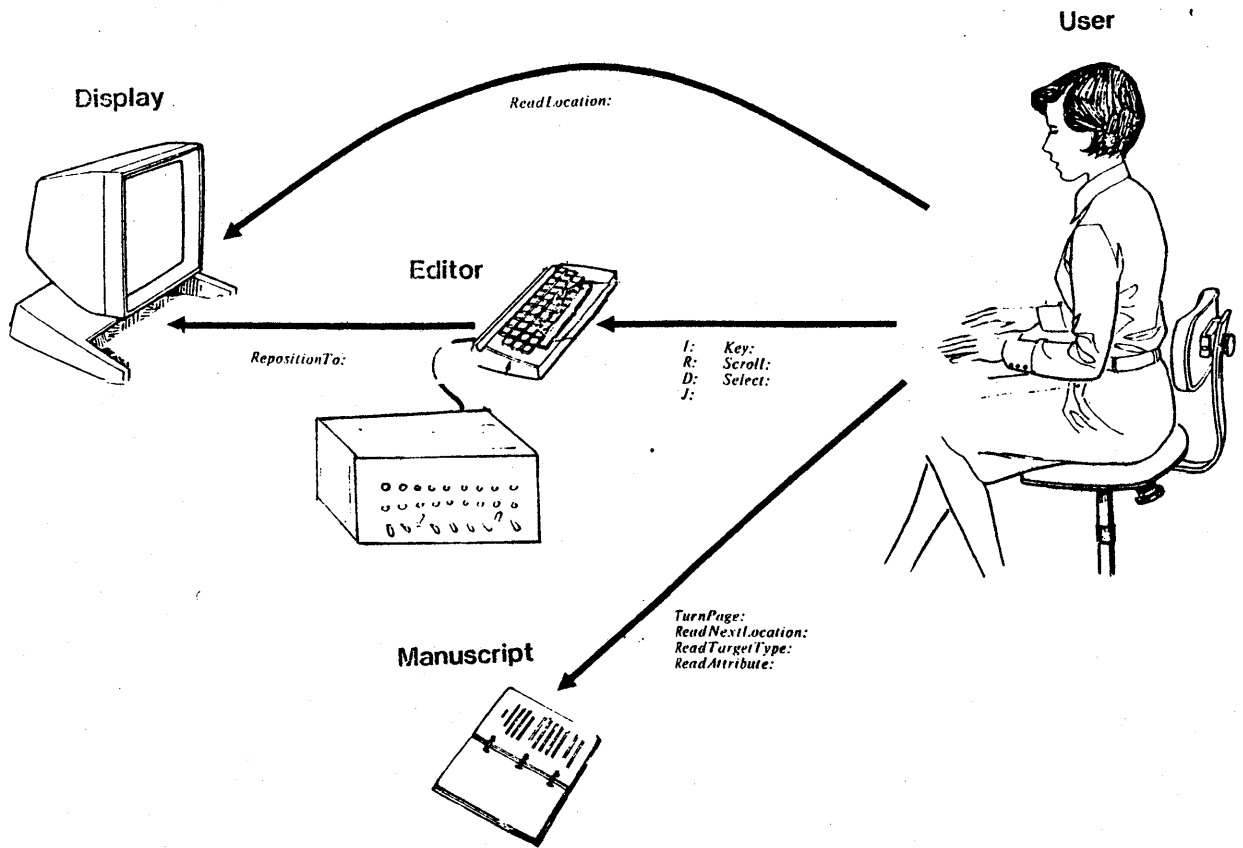 User
Display
ReadLocation:
Editor
RepositionTo:
I: Key:
R: Scroll:
D: Select:
J:
TurnPage:
ReadNextLocation:
ReadTargetType:
ReadAttribute:
Manuscript